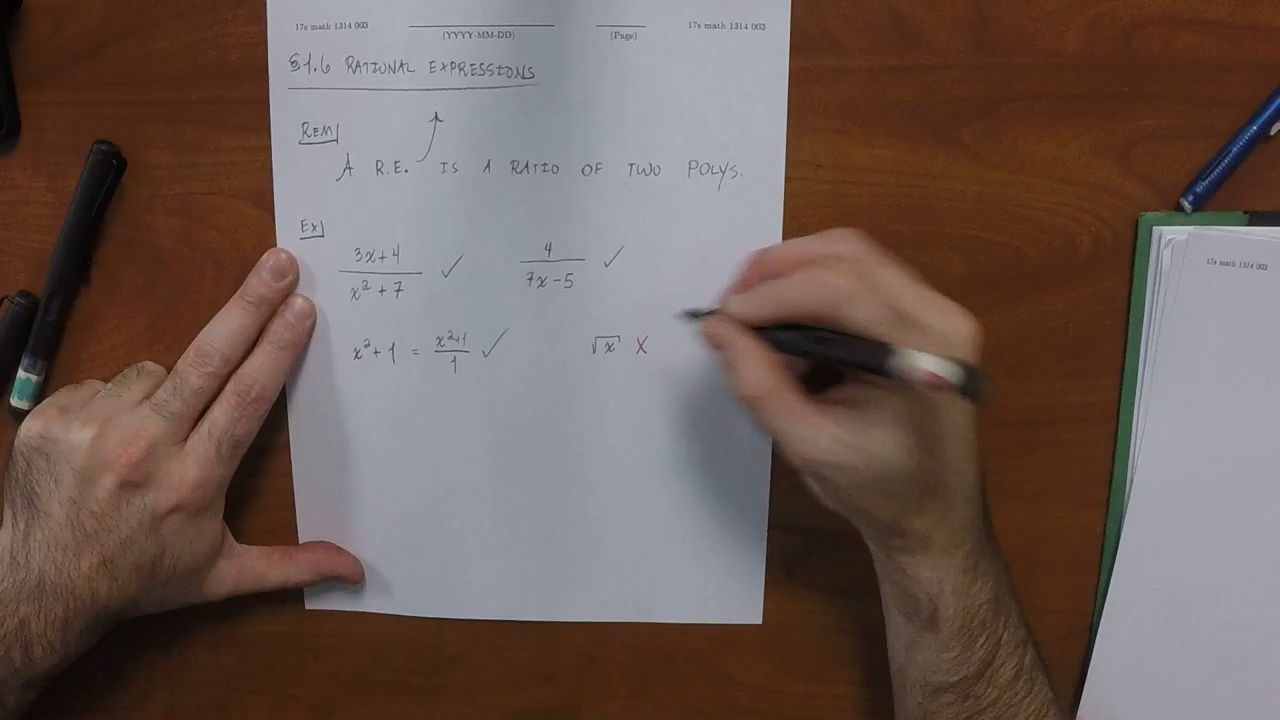 17s math 1314 003 (YYYY-MM-DD) (Page) 17s math 1314 003
§1.6 RATIONAL EXPRESSIONS
REM
A R.E. IS A RATIO OF TWO POLYS.
EX
3x+4 / x²+7 ✓ 4 / 7x-5 ✓
x²+1 = x²+1 / 1 ✓ √x X
17s math 1314 003